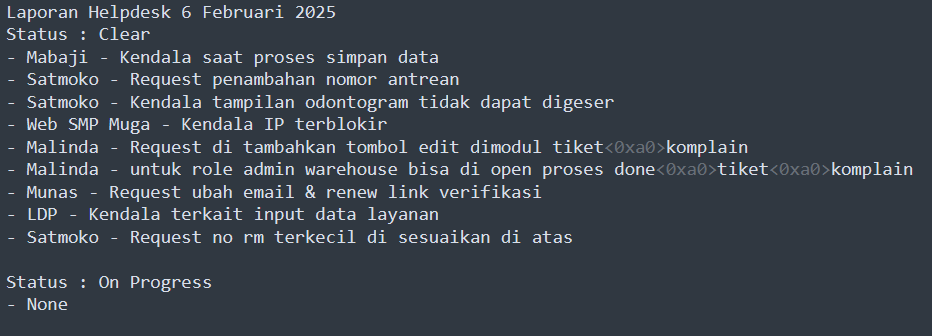 Laporan Helpdesk 6 Februari 2025
Status : Clear
- Mabaji - Kendala saat proses simpan data
- Satmoko - Request penambahan nomor antrean
- Satmoko - Kendala tampilan odontogram tidak dapat digeser
- Web SMP Muga - Kendala IP terblokir
- Malinda - Request di tambahkan tombol edit dimodul tiket<0xa0>komplain
- Malinda - untuk role admin warehouse bisa di open proses done<0xa0>tiket<0xa0>komplain
- Munas - Request ubah email & renew link verifikasi
- LDP - Kendala terkait input data layanan
- Satmoko - Request no rm terkecil di sesuaikan di atas

Status : On Progress
- None